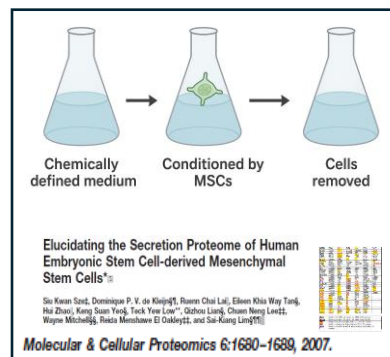 Chemically
defined medium
Conditioned by
MSCs
Cells
removed
Elucidating the Secretion Proteome of Human
Embryonic Stem Cell-derived Mesenchymal
Stem Cells*
Siu Kwan Sze‡, Dominique P. V. de Kleijn§¶, Ruenn Chai Lai, Eileen Khia Way Tan§,
Hui Zhao, Keng Suan Yeo§, Teck Yew Low**, Qizhou Lian§, Chuen Neng Lee‡‡,
Wayne Mitchell§§, Reida Menshawe El Oakley‡‡, and Sai-Kiang Lim
Molecular & Cellular Proteomics 6:1680–1689, 2007.